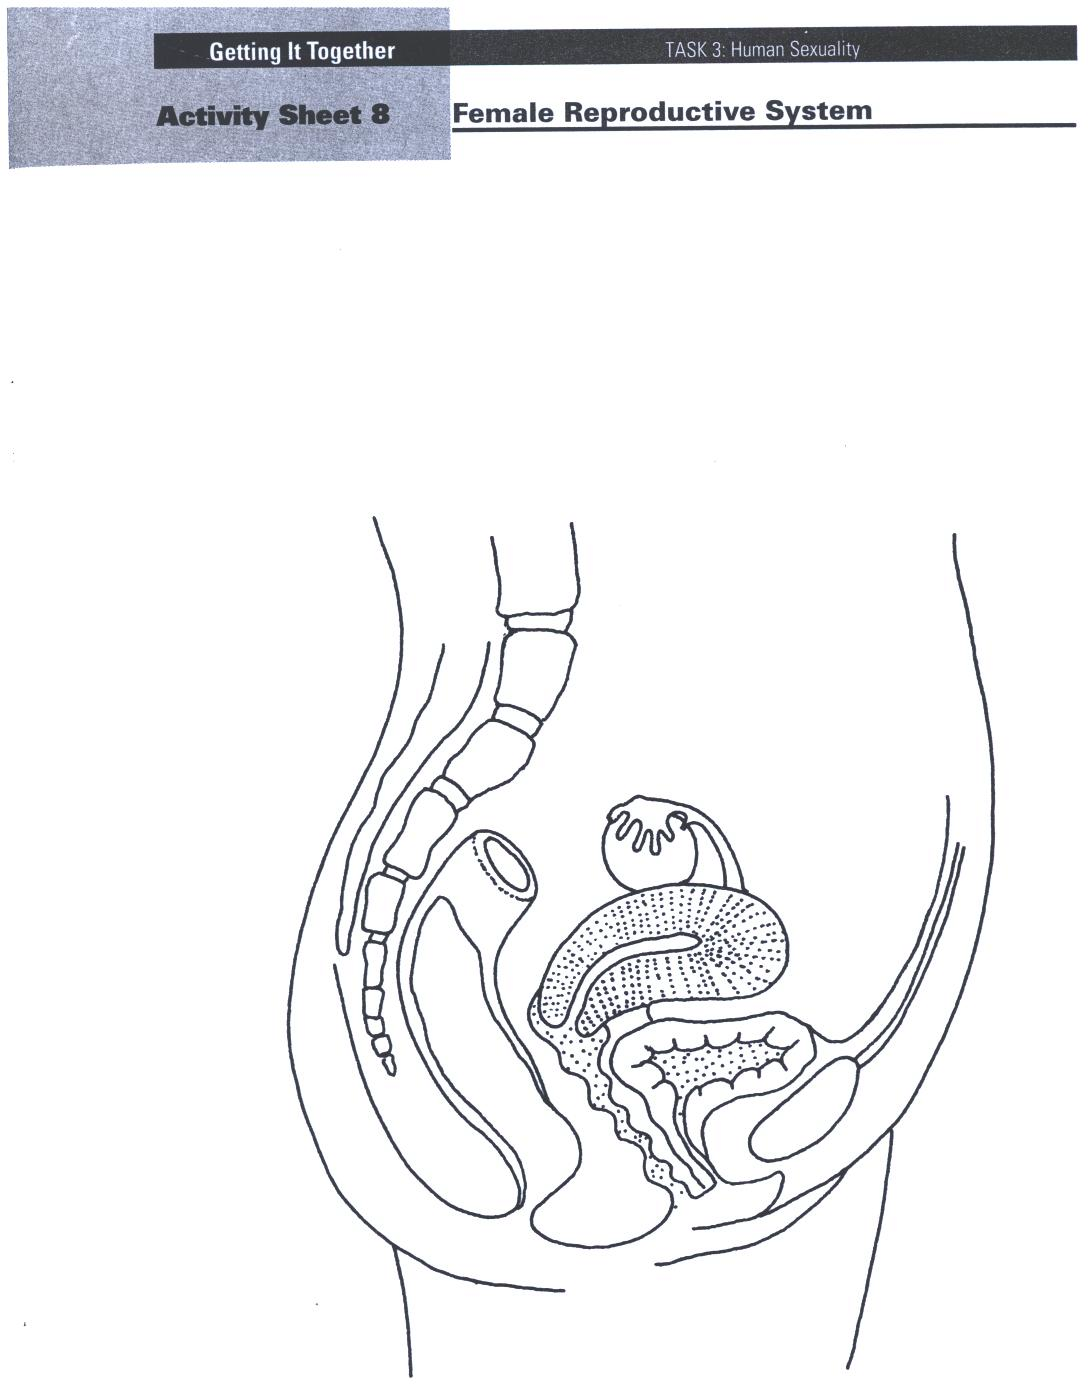 Getting It Together
TASK 3: Human Sexuality
Activity Sheet 8
Female Reproductive System